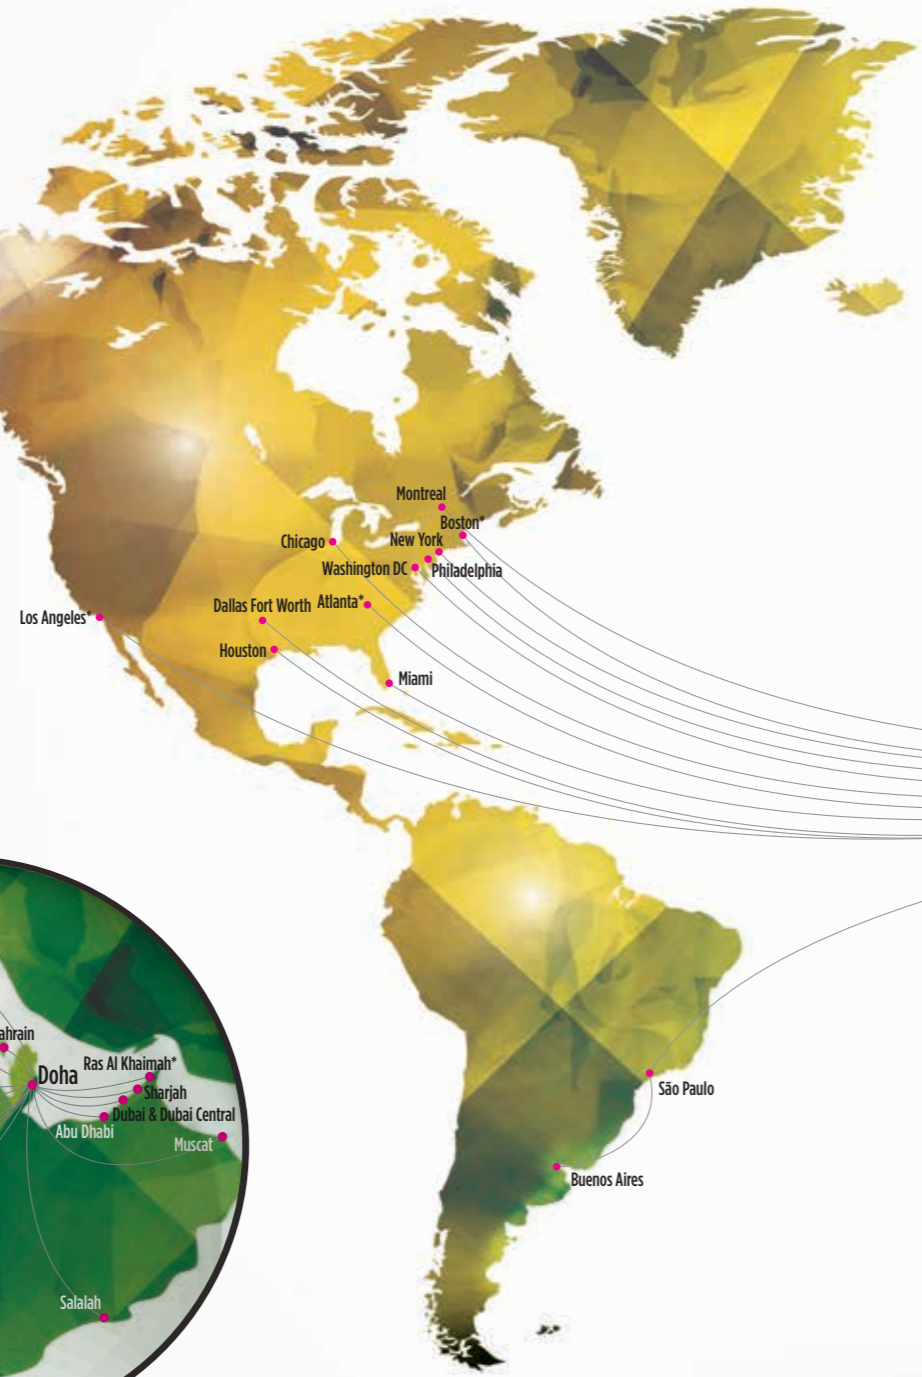 Montreal
Boston*
New York
Chicago
Washington DC
Philadelphia
Dallas Fort Worth
Atlanta*
Los Angeles*
Houston
Miami
ahrain
Ras Al Khaimah*
Doha
Sharjah
Dubai & Dubai Central
Abu Dhabi
Muscat
São Paulo
Buenos Aires
Salalah